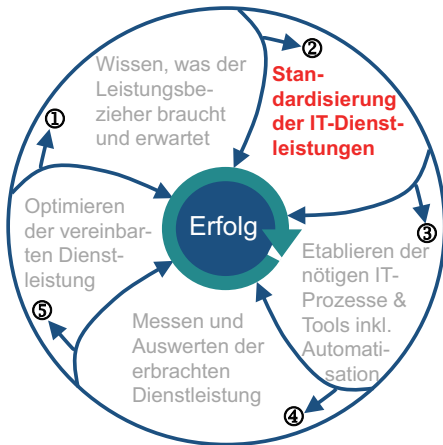 ①
Wissen, was der
Leistungsbe-
zieher braucht
und erwartet
②
Stan-
dardisierung
der IT-Dienst-
leistungen
③
Etablieren der
nötigen IT-
Prozesse &
Tools inkl.
Automati-
sation
④
Messen und
Auswerten der
erbrachten
Dienstleistung
⑤
Optimieren
der vereinbar-
ten Dienst-
leistung
Erfolg